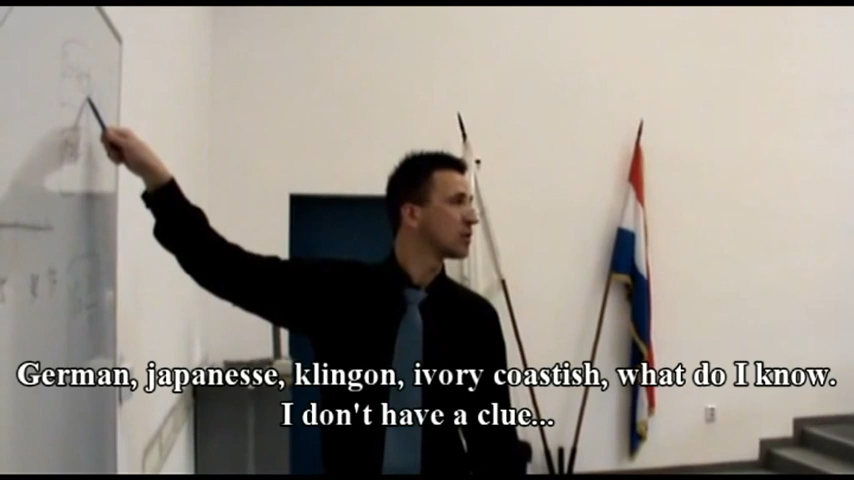 German, japanesse, klingon, ivory coastish, what do I know.
I don't have a clue...